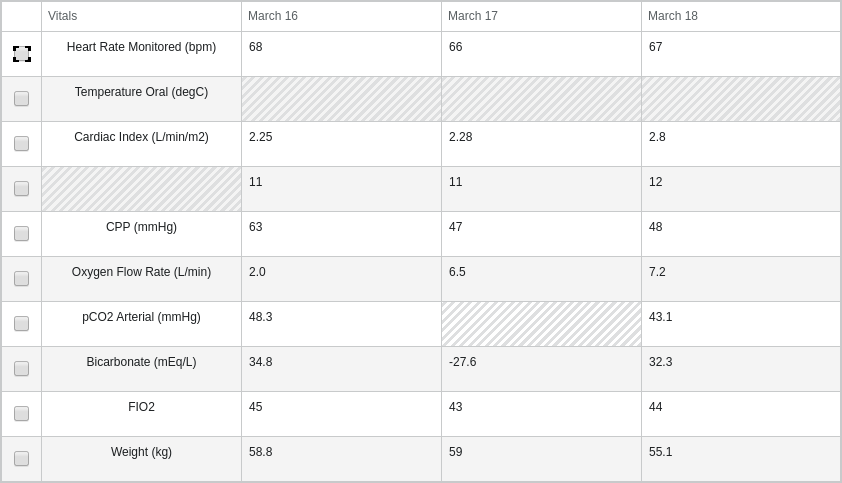 Vitals March 16 March 17 March 18
Heart Rate Monitored (bpm) 68 66 67
Temperature Oral (degC)
Cardiac Index (L/min/m2) 2.25 2.28 2.8
11 11 12
CPP (mmHg) 63 47 48
Oxygen Flow Rate (L/min) 2.0 6.5 7.2
pCO2 Arterial (mmHg) 48.3 43.1
Bicarbonate (mEq/L) 34.8 -27.6 32.3
FIO2 45 43 44
Weight (kg) 58.8 59 55.1